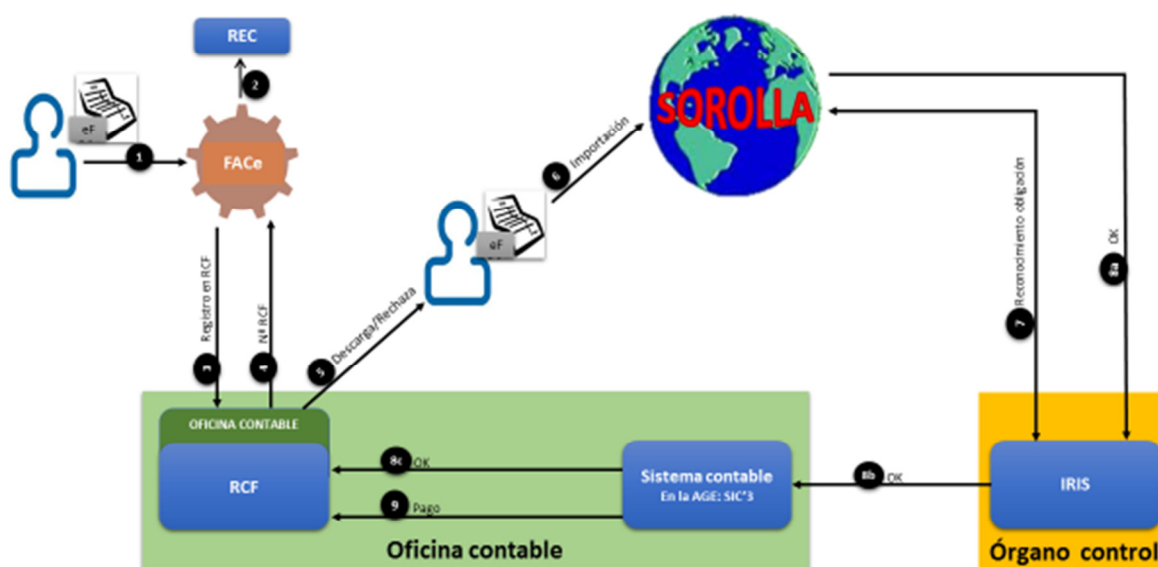 REC
2
eF
1
FACe
SOROLLA
6 Importación
eF
Registro en RCF
3
Nº RCF
4
5 Descarga/Rechaza
Reconocimiento obligación
7
OK
8a
OFICINA CONTABLE
RCF
8c OK
9 Pago
Sistema contable
En la AGE: SIC'3
8b OK
IRIS
Oficina contable
Órgano control